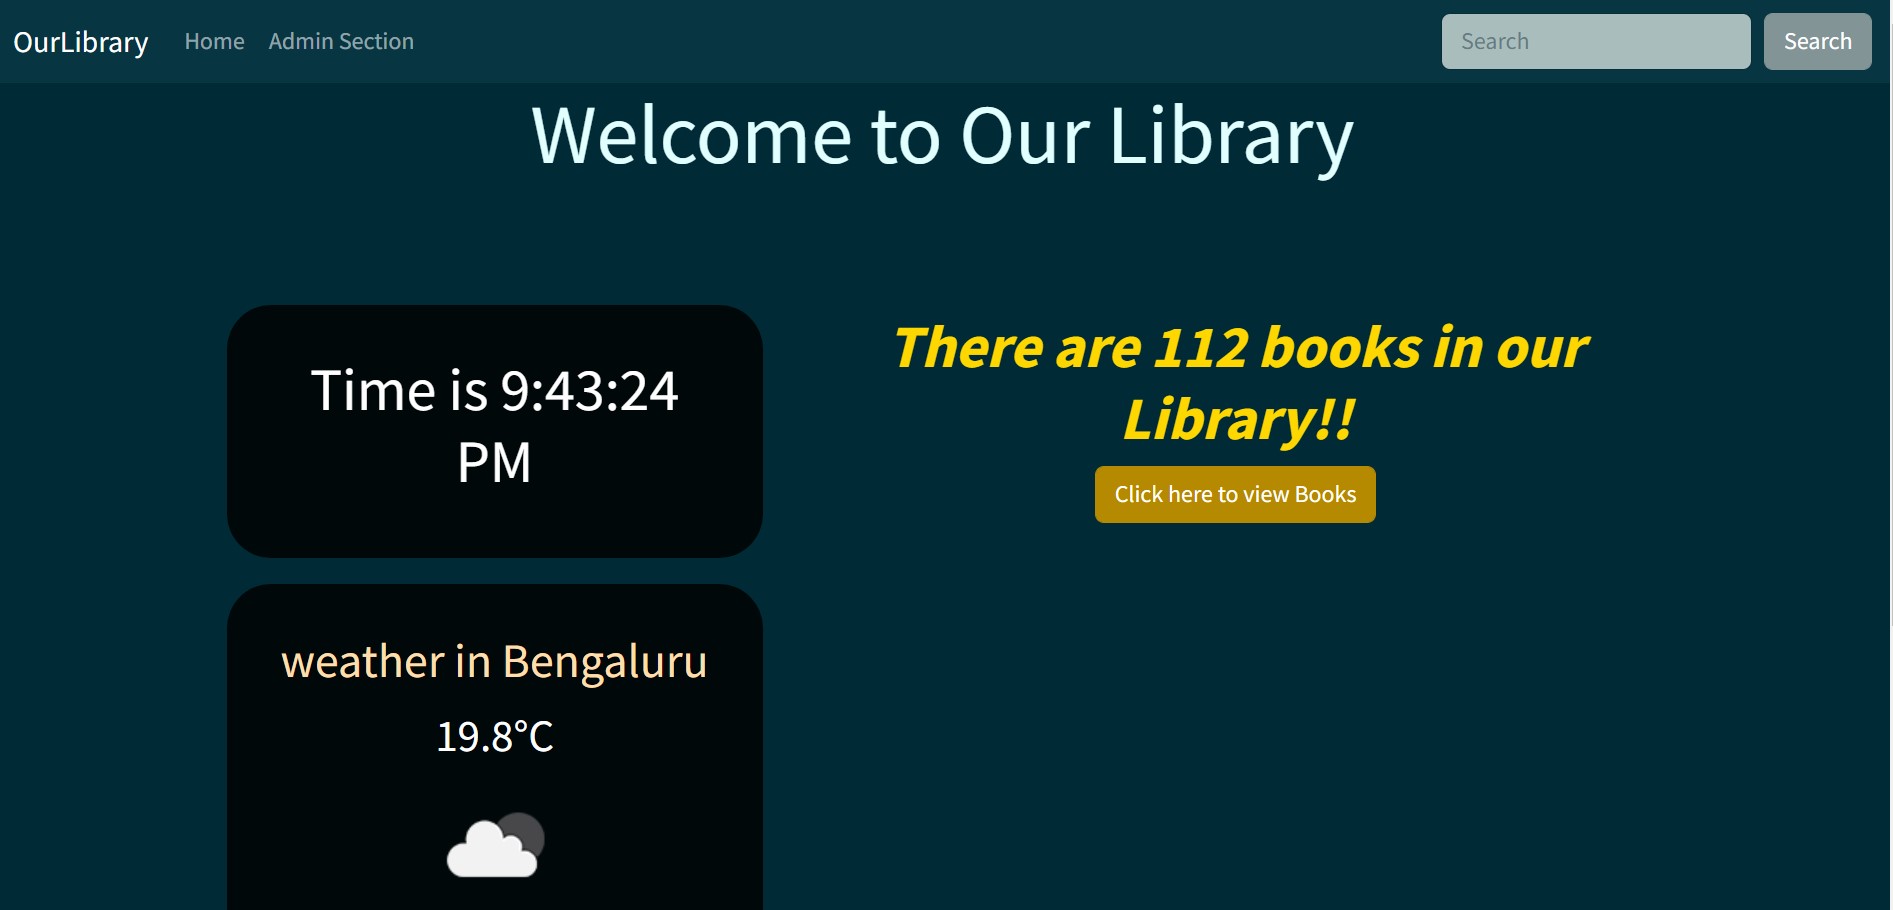 OurLibrary Home Admin Section Search Search
Welcome to Our Library
Time is 9:43:24
PM
There are 112 books in our
Library!!
Click here to view Books
weather in Bengaluru
19.8°C